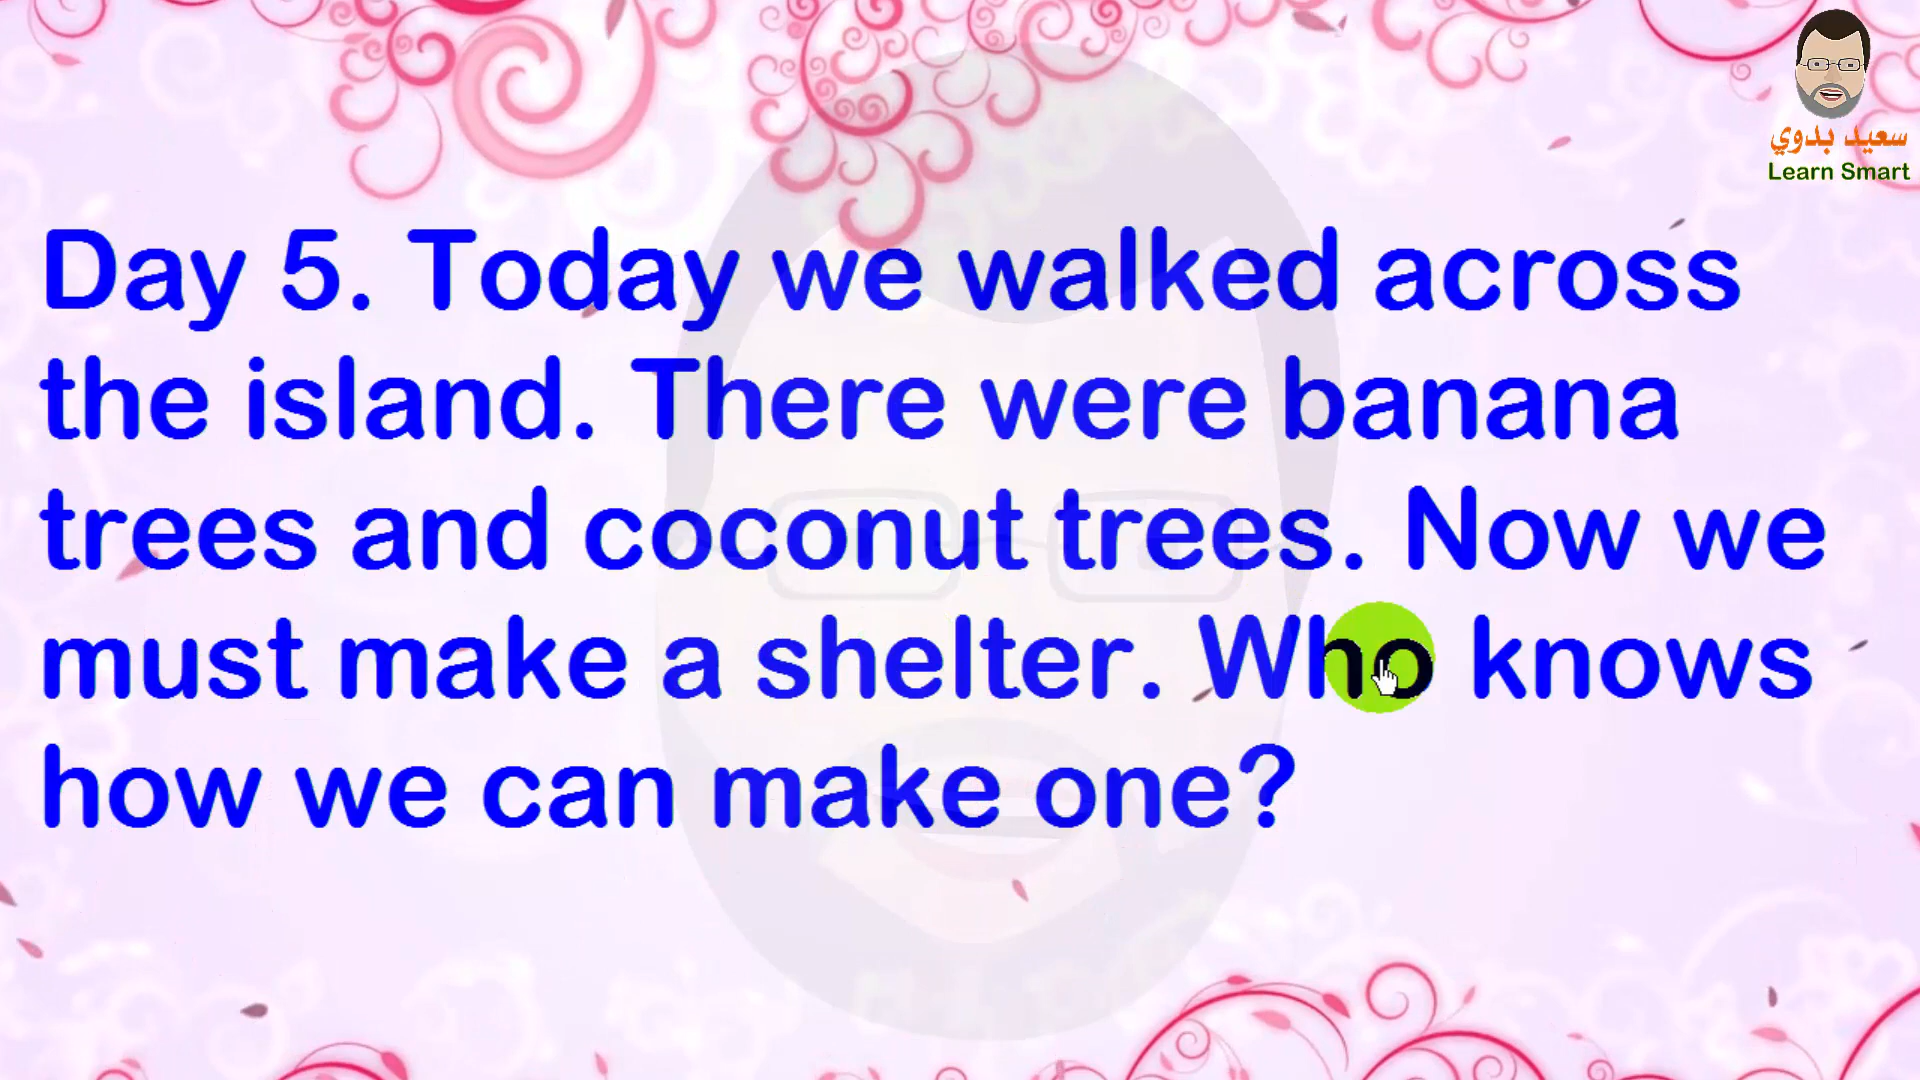 سعيد بدوي
Learn Smart
Day 5. Today we walked across
the island. There were banana
trees and coconut trees. Now we
must make a shelter. Who knows
how we can make one?